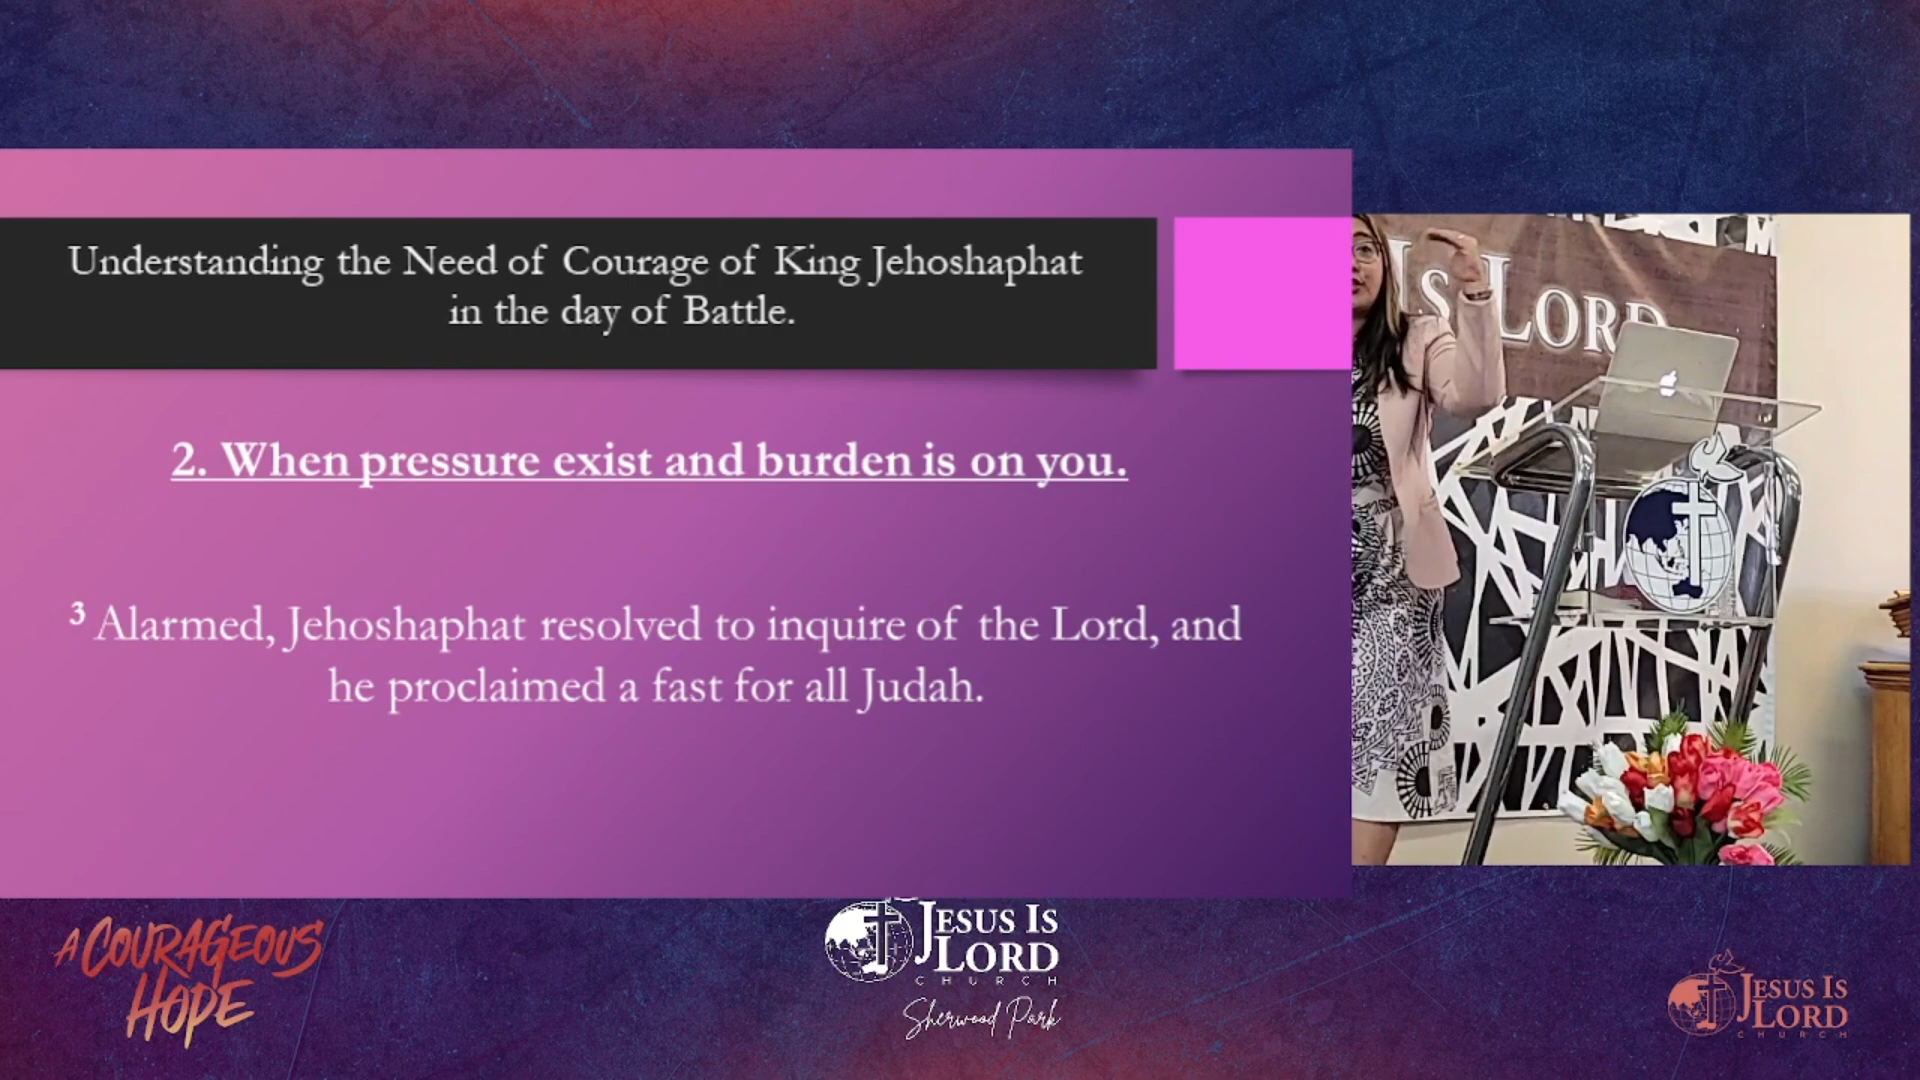 Understanding the Need of Courage of King Jehoshaphat
in the day of Battle.
2. When pressure exist and burden is on you.
3 Alarmed, Jehoshaphat resolved to inquire of the Lord, and
he proclaimed a fast for all Judah.
Is Lord
A Courageous
Hope
Jesus Is
Lord
CHURCH
Sherwood Park
Jesus Is
Lord
CHURCH